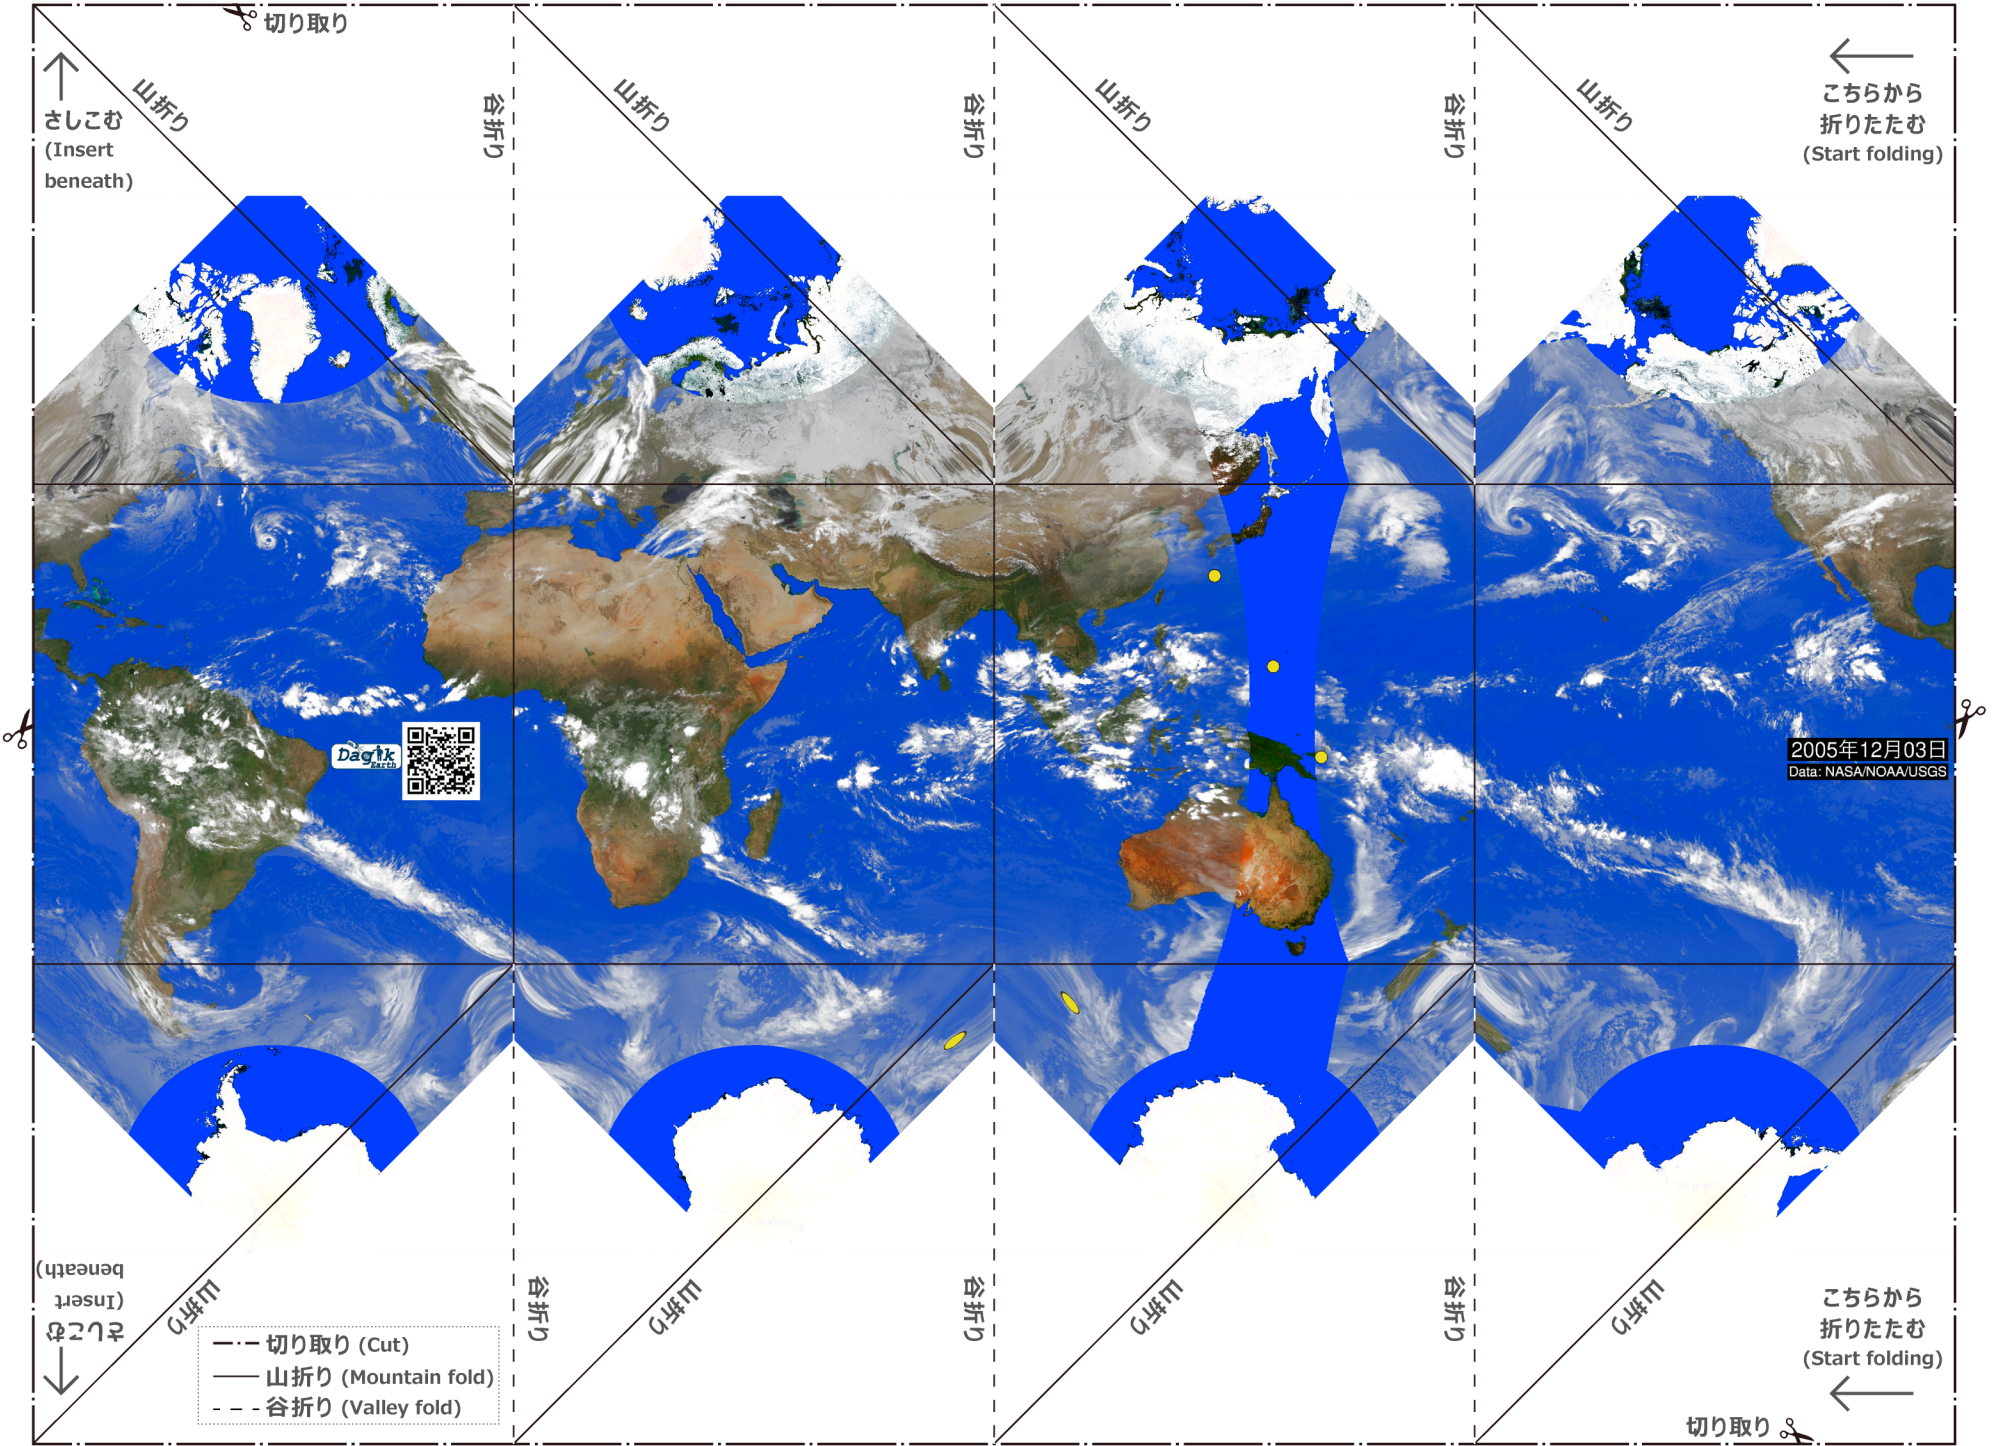 切り取り
さしこむ
(Insert
beneath)
山折り
谷折り
山折り
谷折り
山折り
谷折り
山折り
こちらから
折りたたむ
(Start folding)
Dagik
Earth
2005年12月03日
Data: NASA/NOAA/USGS
さしこむ
(Insert
beneath)
山折り
谷折り
山折り
谷折り
山折り
谷折り
山折り
こちらから
折りたたむ
(Start folding)
切り取り (Cut)
山折り (Mountain fold)
谷折り (Valley fold)
切り取り